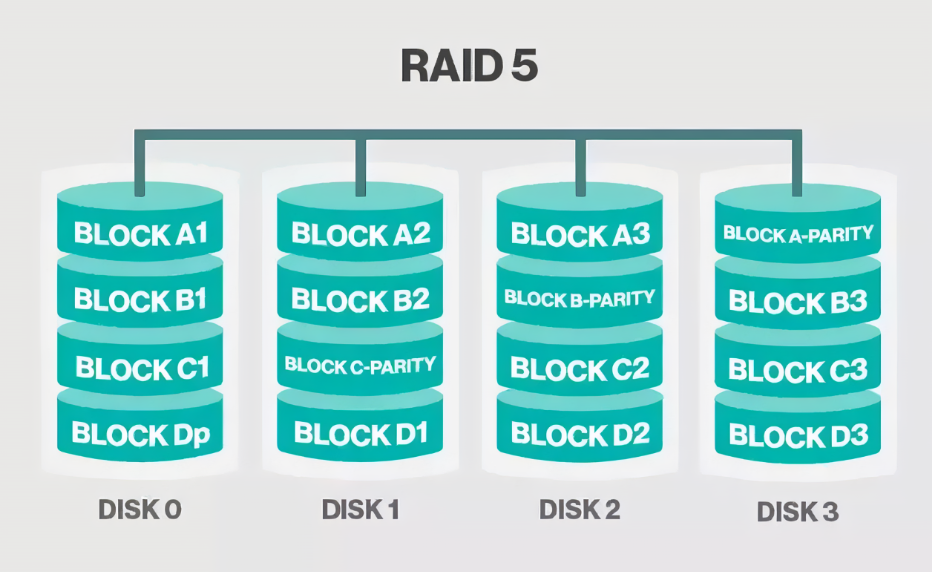 RAID 5
BLOCK A1 BLOCK A2 BLOCK A3 BLOCK A-PARITY
BLOCK B1 BLOCK B2 BLOCK B-PARITY BLOCK B3
BLOCK C1 BLOCK C-PARITY BLOCK C2 BLOCK C3
BLOCK Dp BLOCK D1 BLOCK D2 BLOCK D3
DISK 0 DISK 1 DISK 2 DISK 3